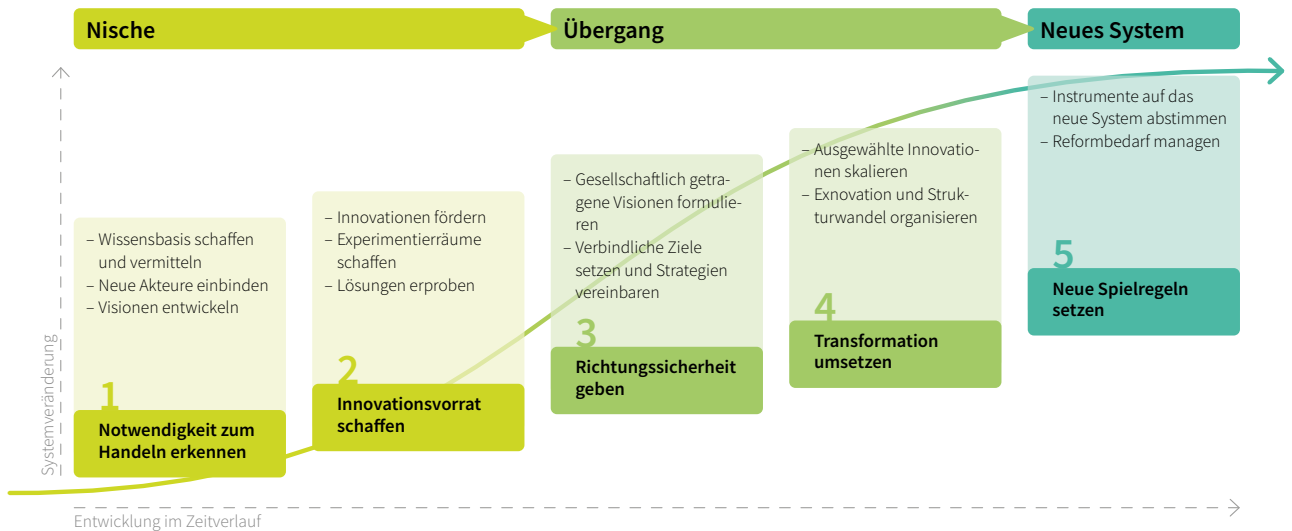 Nische
Übergang
Neues System
Systemveränderung
– Wissensbasis schaffen
und vermitteln
– Neue Akteure einbinden
– Visionen entwickeln
1
Notwendigkeit zum
Handeln erkennen
– Innovationen fördern
– Experimentierräume
schaffen
– Lösungen erproben
2
Innovationsvorrat
schaffen
– Gesellschaftlich getra-
gene Visionen formulie-
ren
– Verbindliche Ziele
setzen und Strategien
vereinbaren
3
Richtungssicherheit
geben
– Ausgewählte Innovatio-
nen skalieren
– Exnovation und Struk-
turwandel organisieren
4
Transformation
umsetzen
– Instrumente auf das
neue System abstimmen
– Reformbedarf managen
5
Neue Spielregeln
setzen
Entwicklung im Zeitverlauf